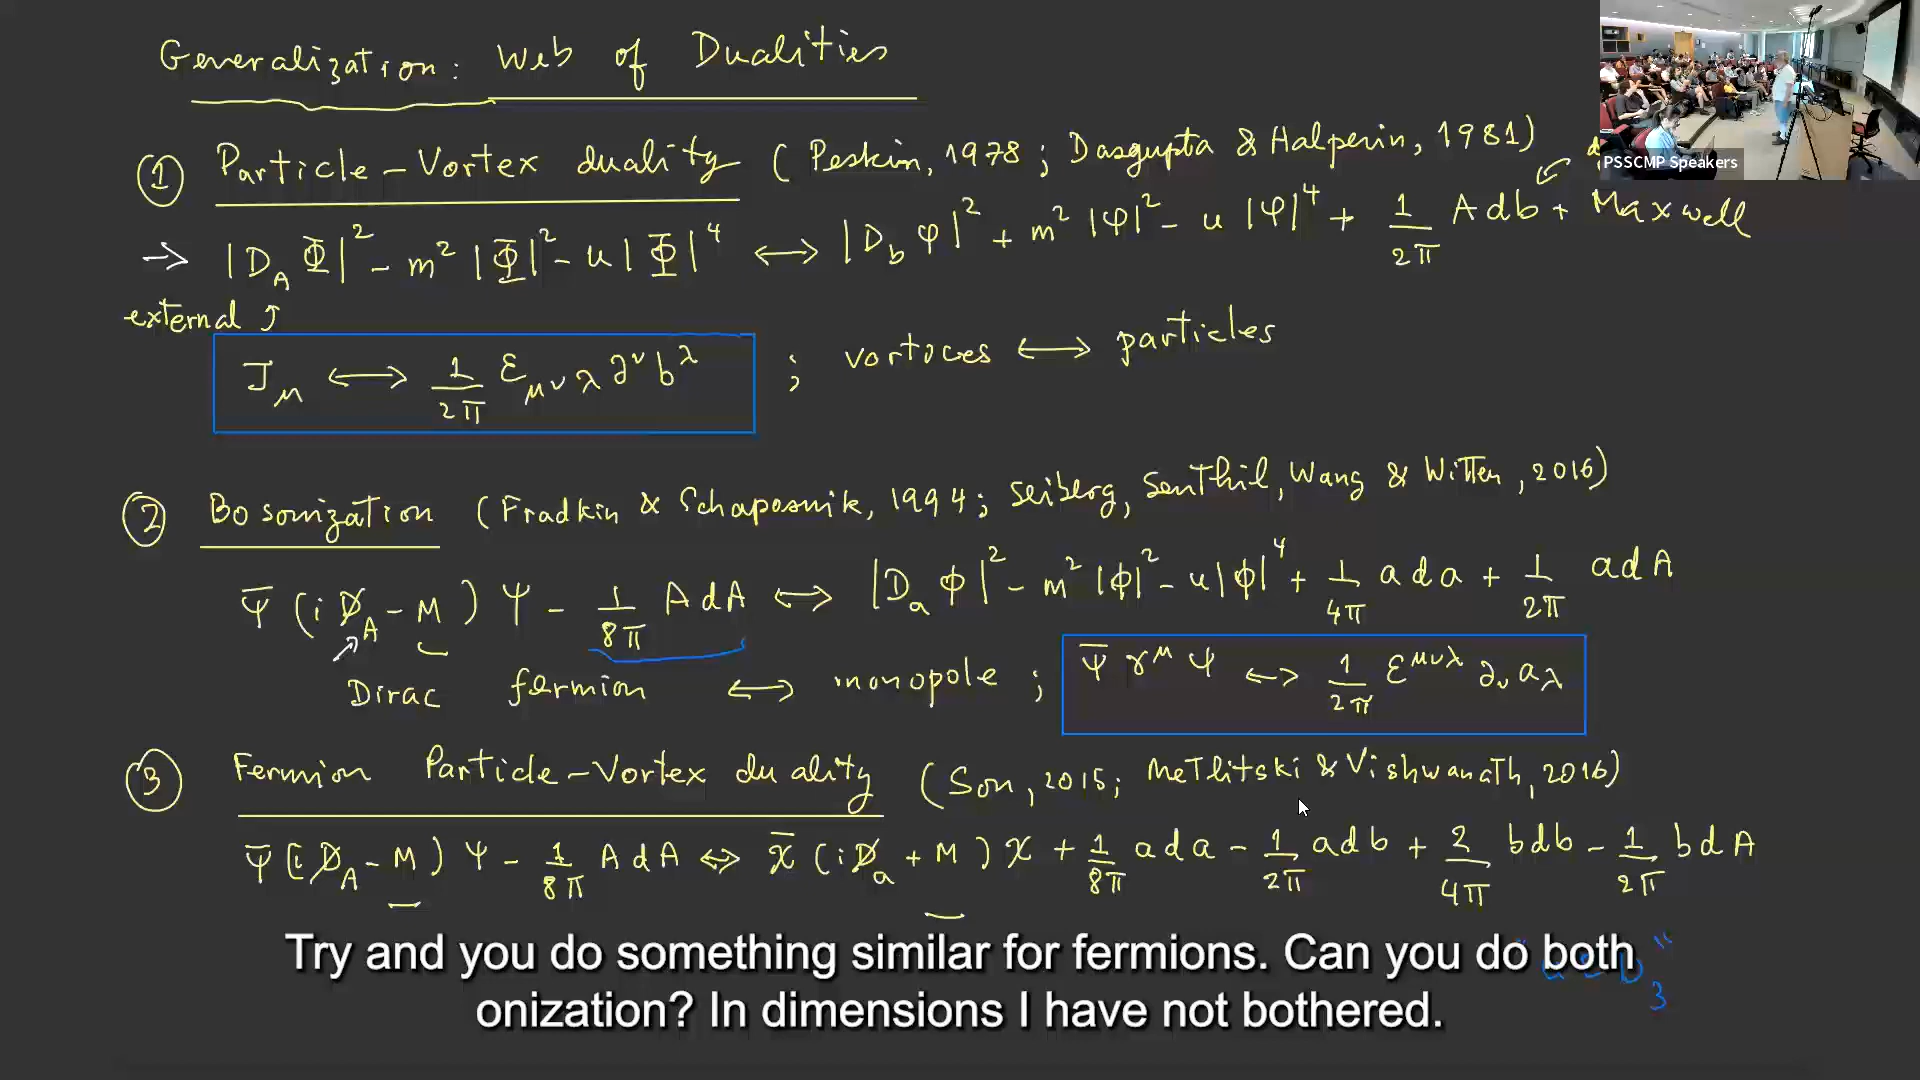 Generalization: Web of Dualities
① Particle-Vortex duality (Peskin, 1978; Dasgupta & Halperin, 1981)
PSSCMP Speakers
→ |D_A Φ|² - m² |Φ|² - u |Φ|⁴ ⟷ |D_b φ|² + m² |φ|² - u |φ|⁴ + 1/2π Adb + Maxwell
external ↑
J_μ ⟷ 1/2π ε_μνλ ∂^ν b^λ ; vortices ⟷ particles
② Bosonization (Fradkin & Schaposnik, 1994; Seiberg, Senthil, Wang & Witten, 2016)
Ψ̄ (i D̸_A - M) Ψ - 1/8π AdA ⟷ |D_a ϕ|² - m² |ϕ|² - u|ϕ|⁴ + 1/4π ada + 1/2π adA
Dirac fermion ⟷ monopole ; Ψ̄ γ^μ Ψ ⟷ 1/2π ε^μνλ ∂_ν a_λ
③ Fermion Particle-Vortex duality (Son, 2015; Metlitski & Vishwanath, 2016)
Ψ̄ [i D̸_A - M) Ψ - 1/8π AdA ⟷ χ̄ (i D̸_a + M) χ + 1/8π ada - 1/2π adb + 2/4π bdb - 1/2π bdA
Try and you do something similar for fermions. Can you do both
onization? In dimensions I have not bothered.